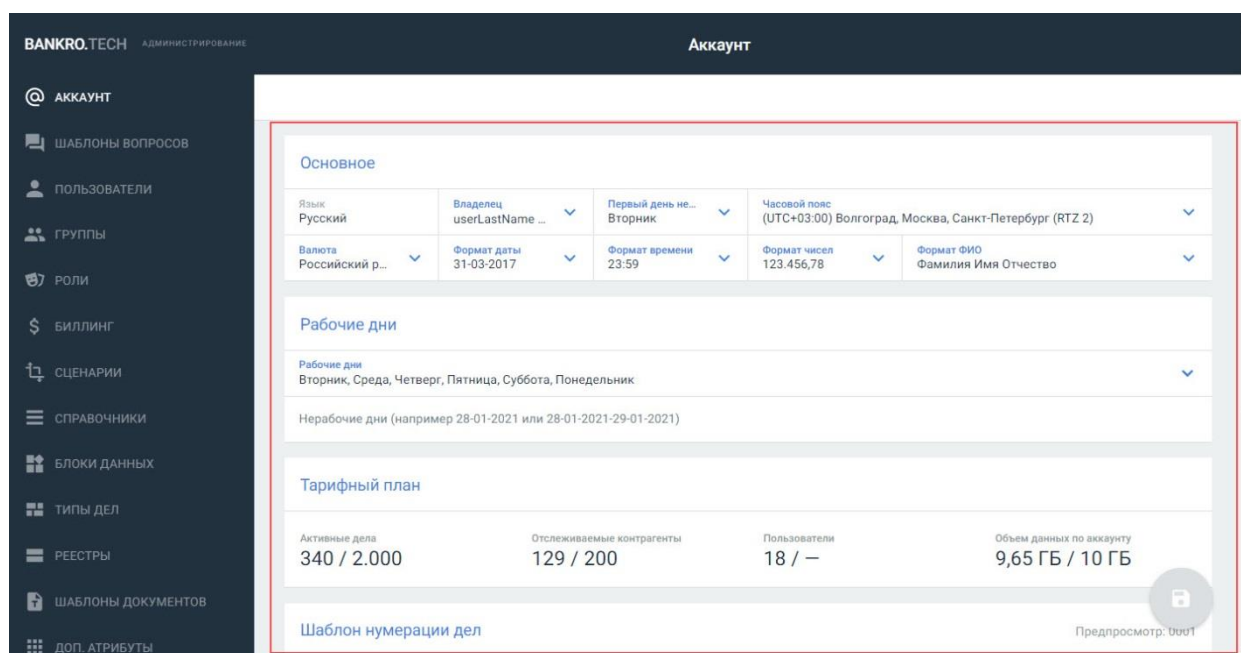 BANKRO.TECH АДМИНИСТРИРОВАНИЕ
Аккаунт
АККАУНТ
ШАБЛОНЫ ВОПРОСОВ
ПОЛЬЗОВАТЕЛИ
ГРУППЫ
РОЛИ
БИЛЛИНГ
СЦЕНАРИИ
СПРАВОЧНИКИ
БЛОКИ ДАННЫХ
ТИПЫ ДЕЛ
РЕЕСТРЫ
ШАБЛОНЫ ДОКУМЕНТОВ
ДОП. АТРИБУТЫ
Основное
Язык
Русский
Владелец
userLastName ...
Первый день не...
Вторник
Часовой пояс
(UTC+03:00) Волгоград, Москва, Санкт-Петербург (RTZ 2)
Валюта
Российский р...
Формат даты
31-03-2017
Формат времени
23:59
Формат чисел
123.456,78
Формат ФИО
Фамилия Имя Отчество
Рабочие дни
Рабочие дни
Вторник, Среда, Четверг, Пятница, Суббота, Понедельник
Нерабочие дни (например 28-01-2021 или 28-01-2021-29-01-2021)
Тарифный план
Активные дела
340 / 2.000
Отслеживаемые контрагенты
129 / 200
Пользователи
18 / —
Объем данных по аккаунту
9,65 ГБ / 10 ГБ
Шаблон нумерации дел
Предпросмотр: 0001